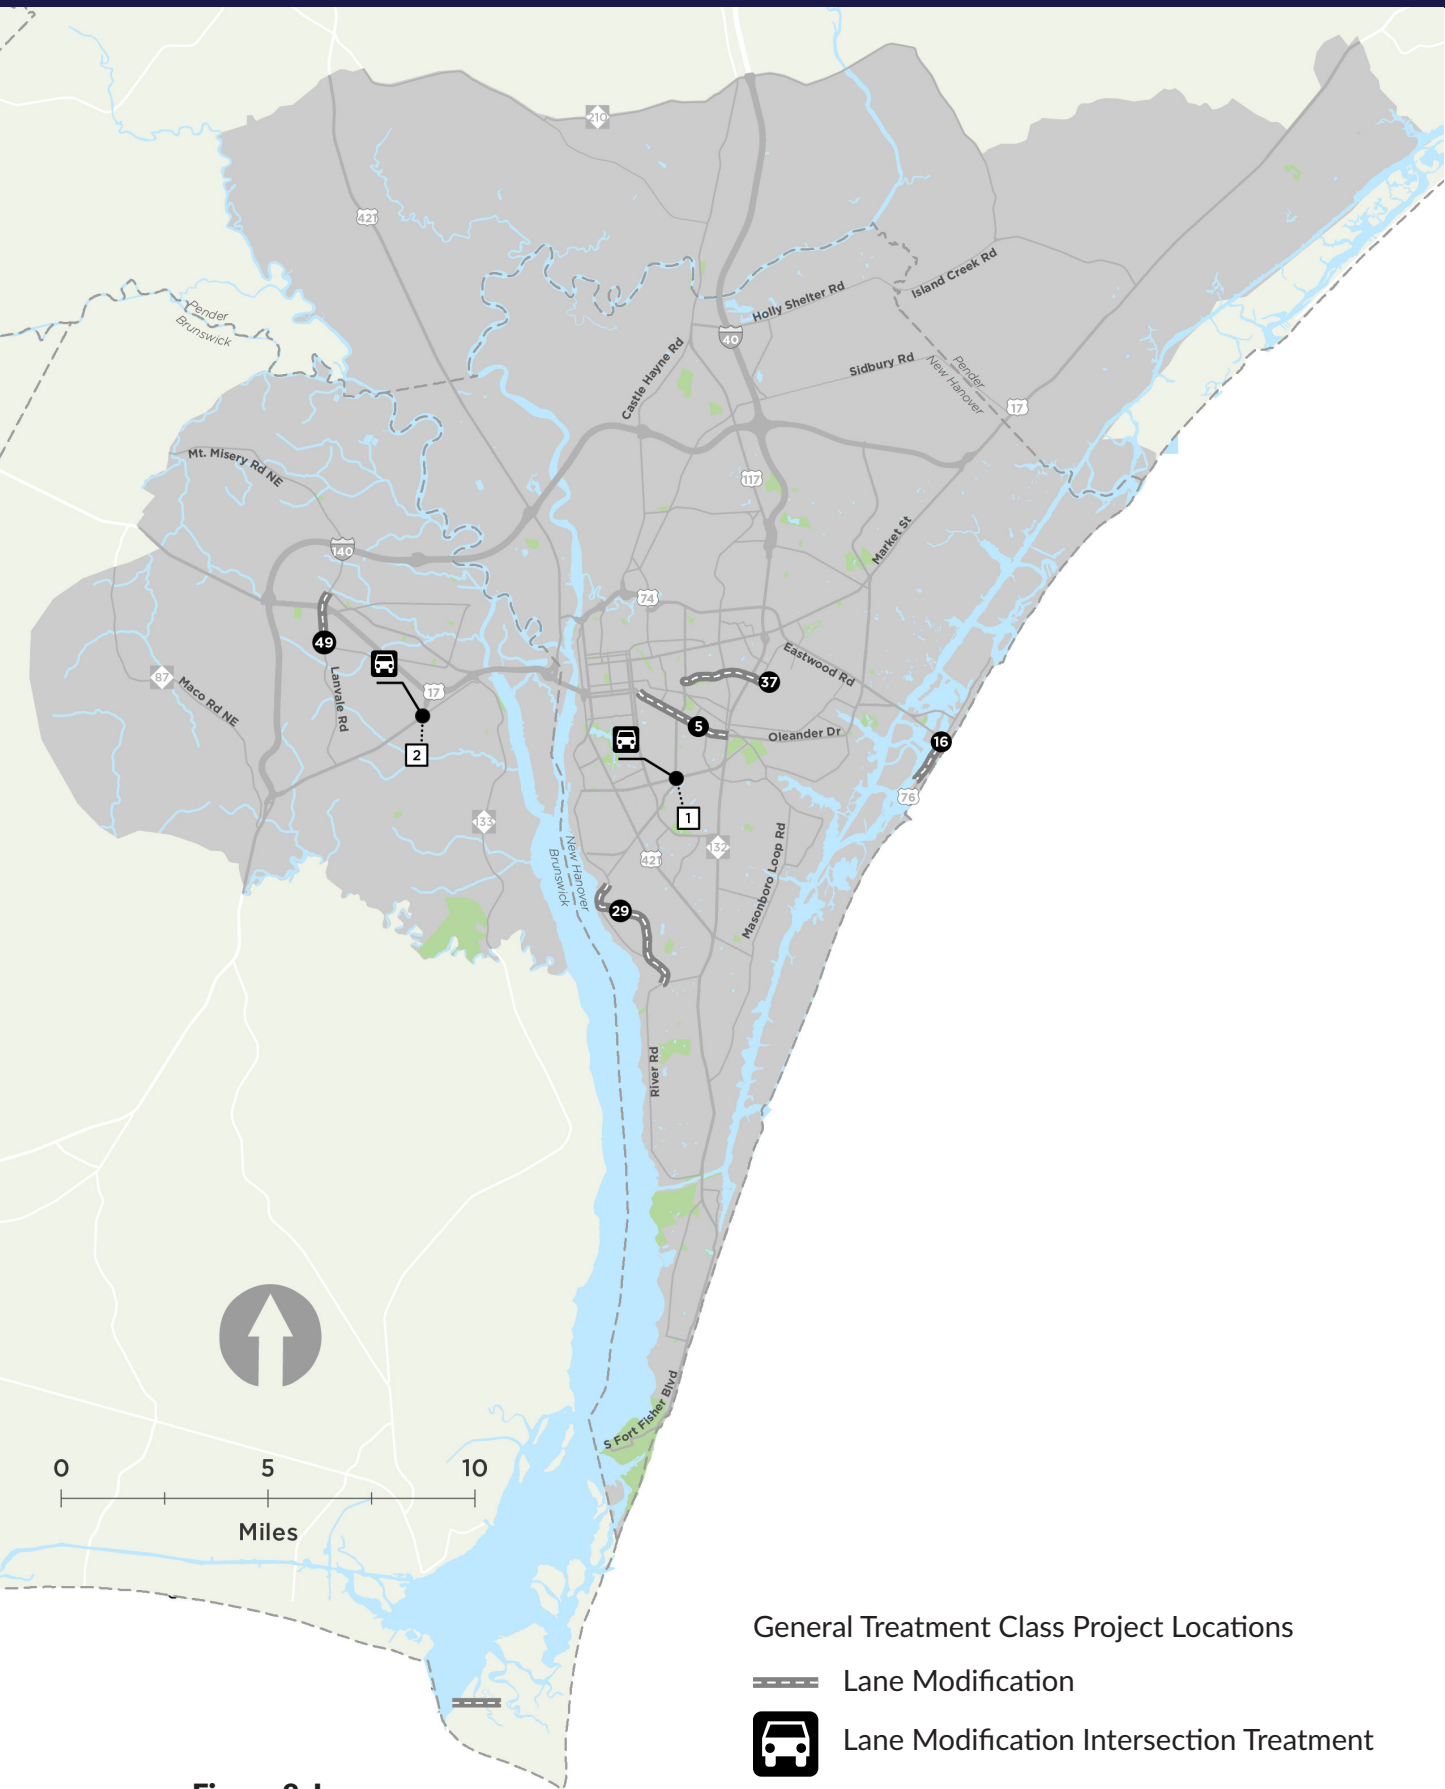 210
421
Pender
Brunswick
Holly Shelter Rd
Island Creek Rd
40
Castle Hayne Rd
Sidbury Rd
Pender
New Hanover
17
Mt. Misery Rd NE
117
Market St
140
74
49
87
Maco Rd NE
Lanvale Rd
17
2
Eastwood Rd
37
5
Oleander Dr
16
76
1
133
132
421
New Hanover
Brunswick
Masonboro Loop Rd
29
River Rd
S Fort Fisher Blvd
0 5 10
Miles
General Treatment Class Project Locations
Lane Modification
Lane Modification Intersection Treatment